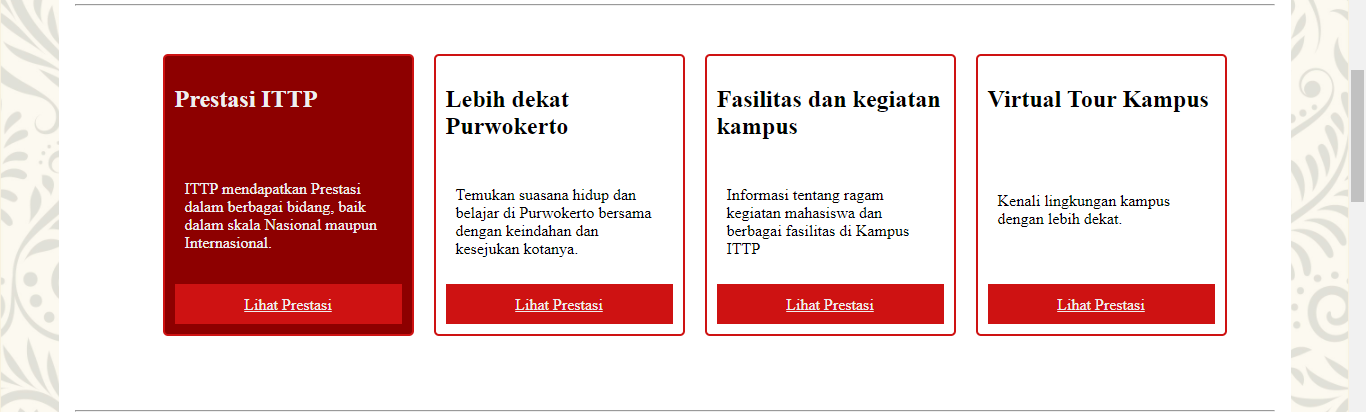 Prestasi ITTP
ITTP mendapatkan Prestasi
dalam berbagai bidang, baik
dalam skala Nasional maupun
Internasional.
Lihat Prestasi
Lebih dekat
Purwokerto
Temukan suasana hidup dan
belajar di Purwokerto bersama
dengan keindahan dan
kesejukan kotanya.
Lihat Prestasi
Fasilitas dan kegiatan
kampus
Informasi tentang ragam
kegiatan mahasiswa dan
berbagai fasilitas di Kampus
ITTP
Lihat Prestasi
Virtual Tour Kampus
Kenali lingkungan kampus
dengan lebih dekat.
Lihat Prestasi